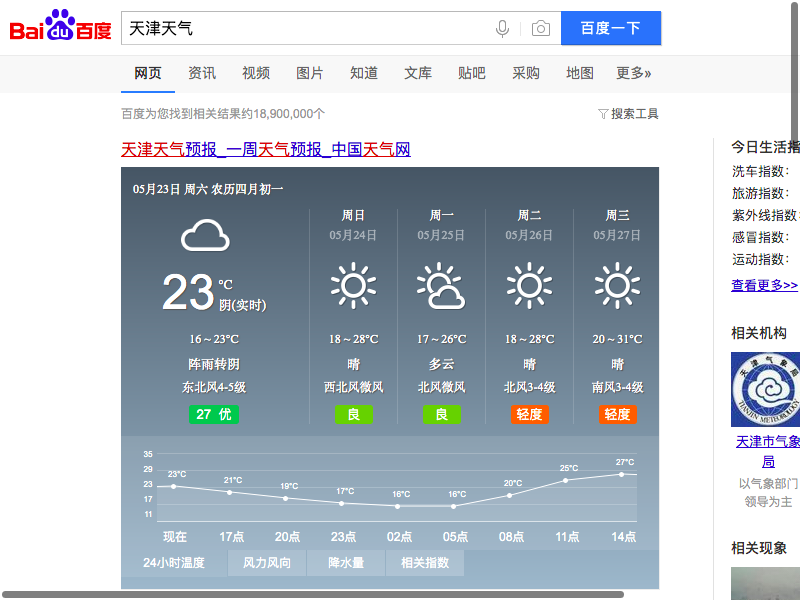 Bai du 百度
天津天气
百度一下
网页 资讯 视频 图片 知道 文库 贴吧 采购 地图 更多»
百度为您找到相关结果约18,900,000个
搜索工具
天津天气预报_一周天气预报_中国天气网
05月23日 周六 农历四月初一
23 ℃
阴(实时)
16～23℃
阵雨转阴
东北风4-5级
27 优
周日
05月24日
18～28℃
晴
西北风微风
良
周一
05月25日
17～26℃
多云
北风微风
良
周二
05月26日
18～28℃
晴
北风3-4级
轻度
周三
05月27日
20～31℃
晴
南风3-4级
轻度
35
29
23
17
11
23℃ 21℃ 19℃ 17℃ 16℃ 16℃ 20℃ 25℃ 27℃
现在 17点 20点 23点 02点 05点 08点 11点 14点
24小时温度 风力风向 降水量 相关指数
今日生活指
洗车指数：
旅游指数：
紫外线指数：
感冒指数：
运动指数：
查看更多>>
相关机构
天津气象局
TIANJIN METEOROLOGY
天津市气象
局
以气象部门
领导为主
相关现象